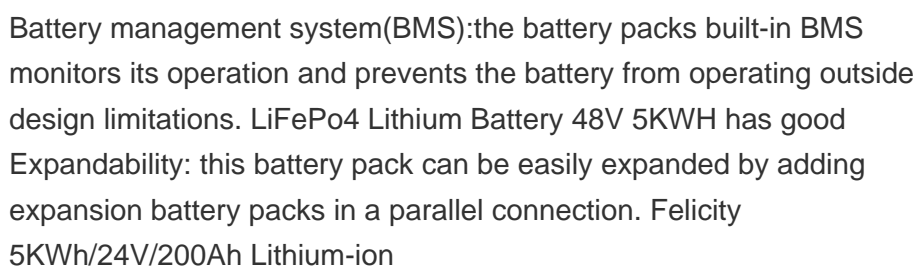 Battery management system(BMS):the battery packs built-in BMS
monitors its operation and prevents the battery from operating outside
design limitations. LiFePo4 Lithium Battery 48V 5KWH has good
Expandability: this battery pack can be easily expanded by adding
expansion battery packs in a parallel connection. Felicity
5KWh/24V/200Ah Lithium-ion